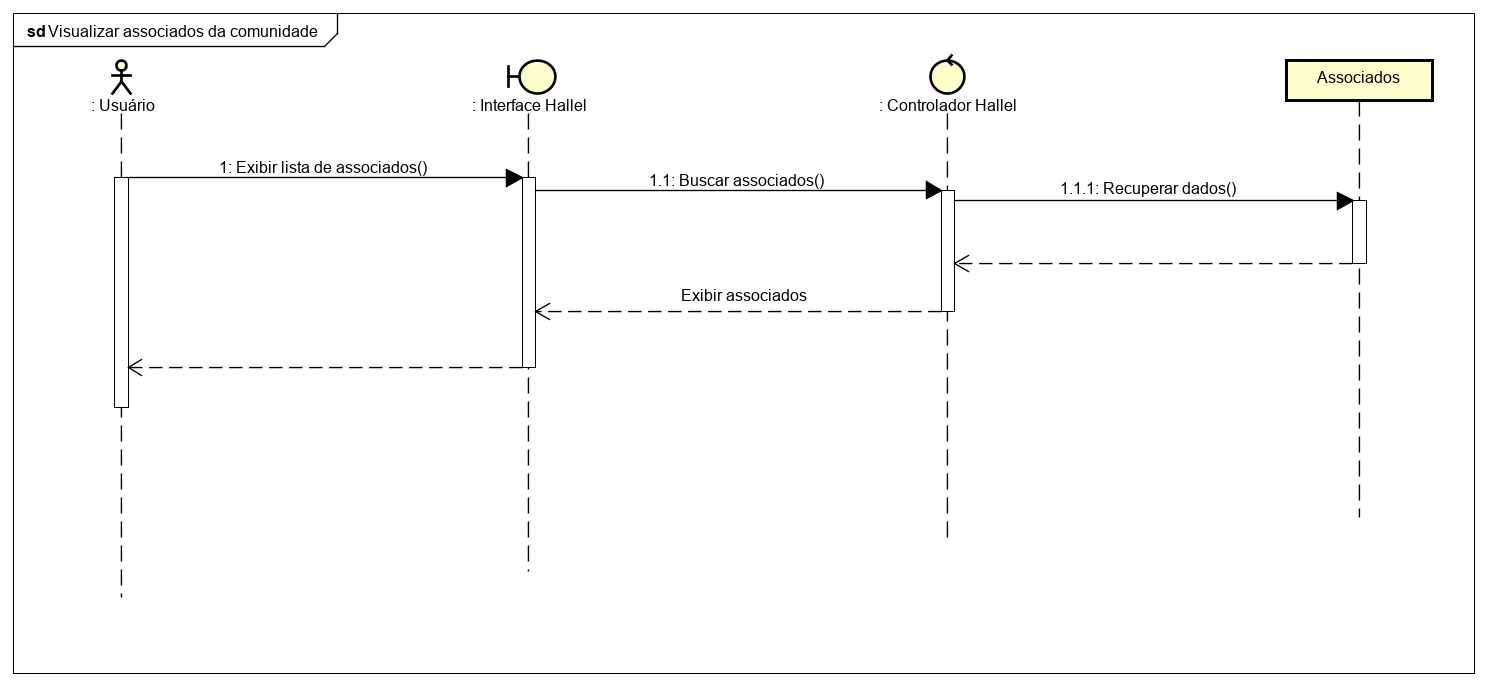 sd Visualizar associados da comunidade
: Usuário
: Interface Hallel
: Controlador Hallel
Associados
1: Exibir lista de associados()
1.1: Buscar associados()
1.1.1: Recuperar dados()
Exibir associados